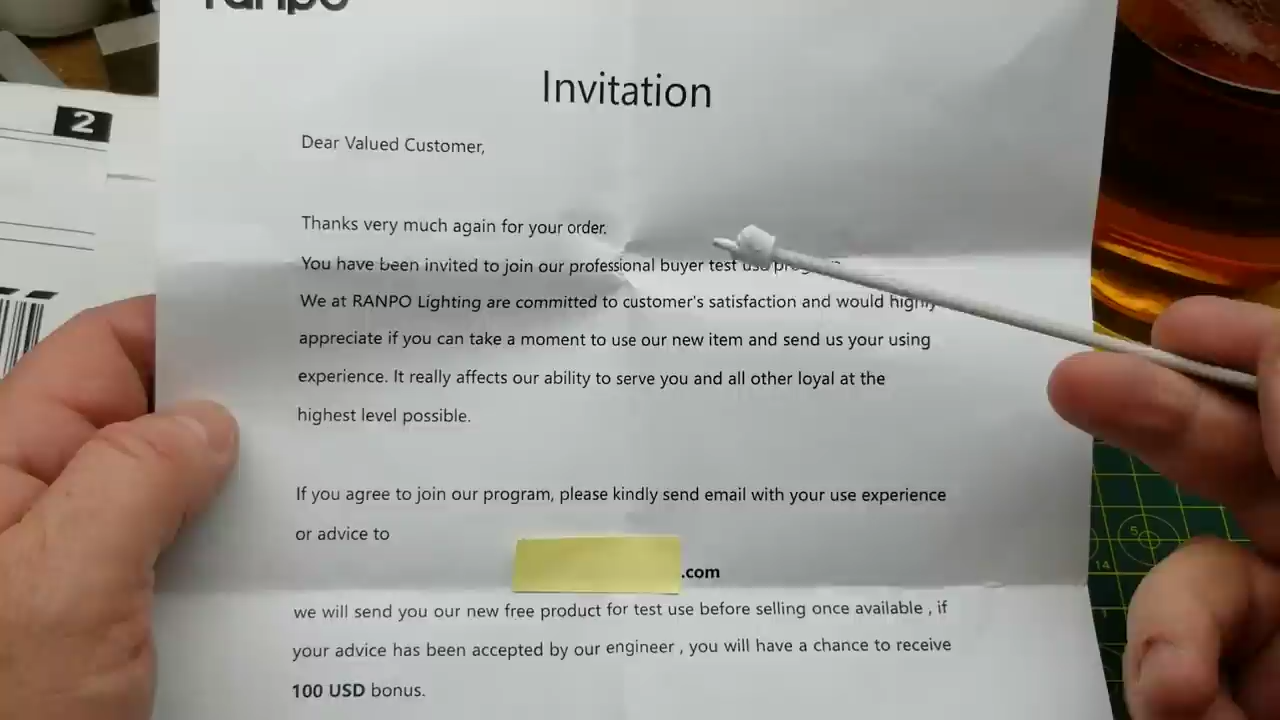 ranpo
2
Invitation
Dear Valued Customer,
Thanks very much again for your order.
You have been invited to join our professional buyer test use
We at RANPO Lighting are committed to customer's satisfaction and would highly
appreciate if you can take a moment to use our new item and send us your using
experience. It really affects our ability to serve you and all other loyal at the
highest level possible.
If you agree to join our program, please kindly send email with your use experience
or advice to
.com
we will send you our new free product for test use before selling once available , if
your advice has been accepted by our engineer , you will have a chance to receive
100 USD bonus.
5
14